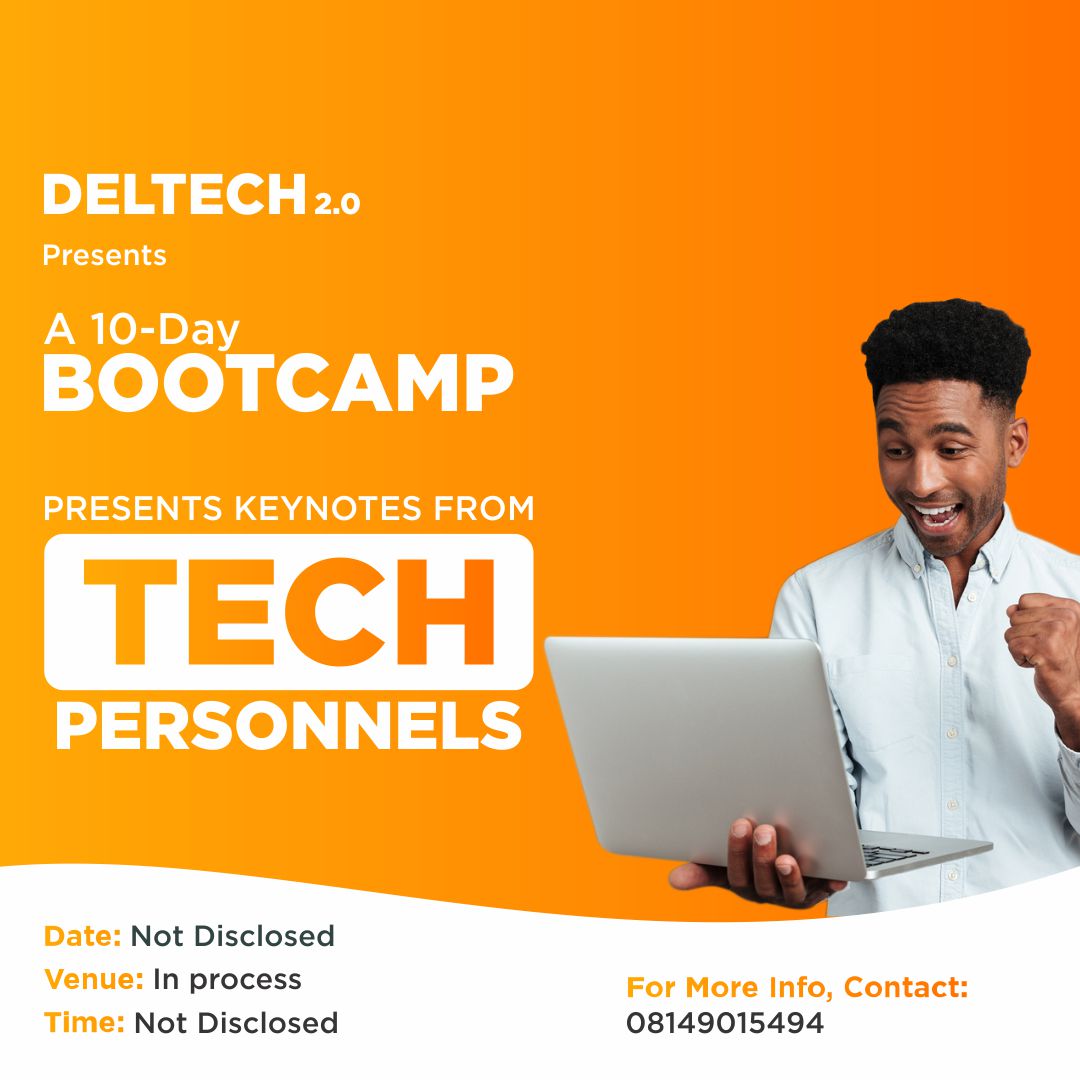 DELTECH 2.0
Presents
A 10-Day
BOOTCAMP
PRESENTS KEYNOTES FROM
TECH
PERSONNELS
Date: Not Disclosed
Venue: In process
Time: Not Disclosed
For More Info, Contact:
08149015494